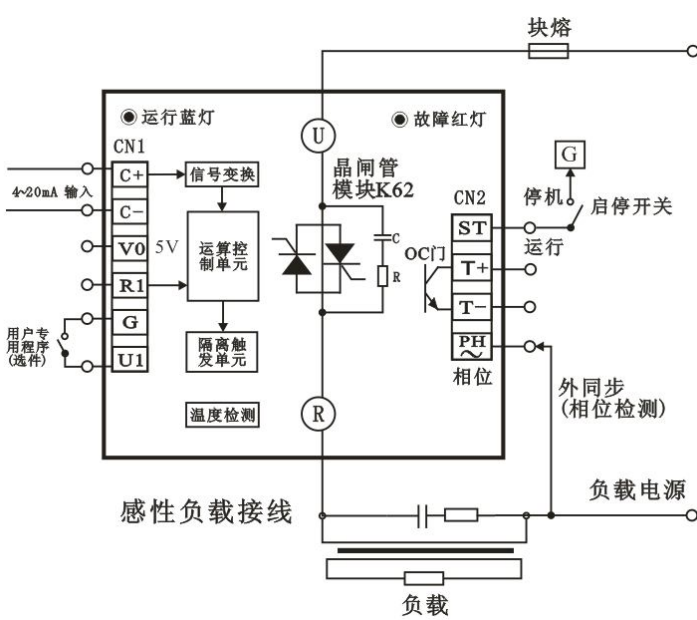 块熔
运行蓝灯
故障红灯
CN1
U
G
C+
信号变换
晶闸管
模块K62
CN2
停机
启停开关
4~20mA 输入
C-
ST
运行
V0
5V
运算控
制单元
C
OC门
T+
R1
R
T-
G
用户专
用程序
(选件)
隔离触
发单元
PH
U1
相位
外同步
(相位检测)
温度检测
R
负载电源
感性负载接线
负载